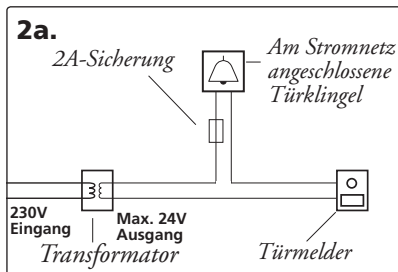 2a.
2A-Sicherung
Am Stromnetz
angeschlossene
Türklingel
230V
Eingang
Max. 24V
Ausgang
Transformator
Türmelder